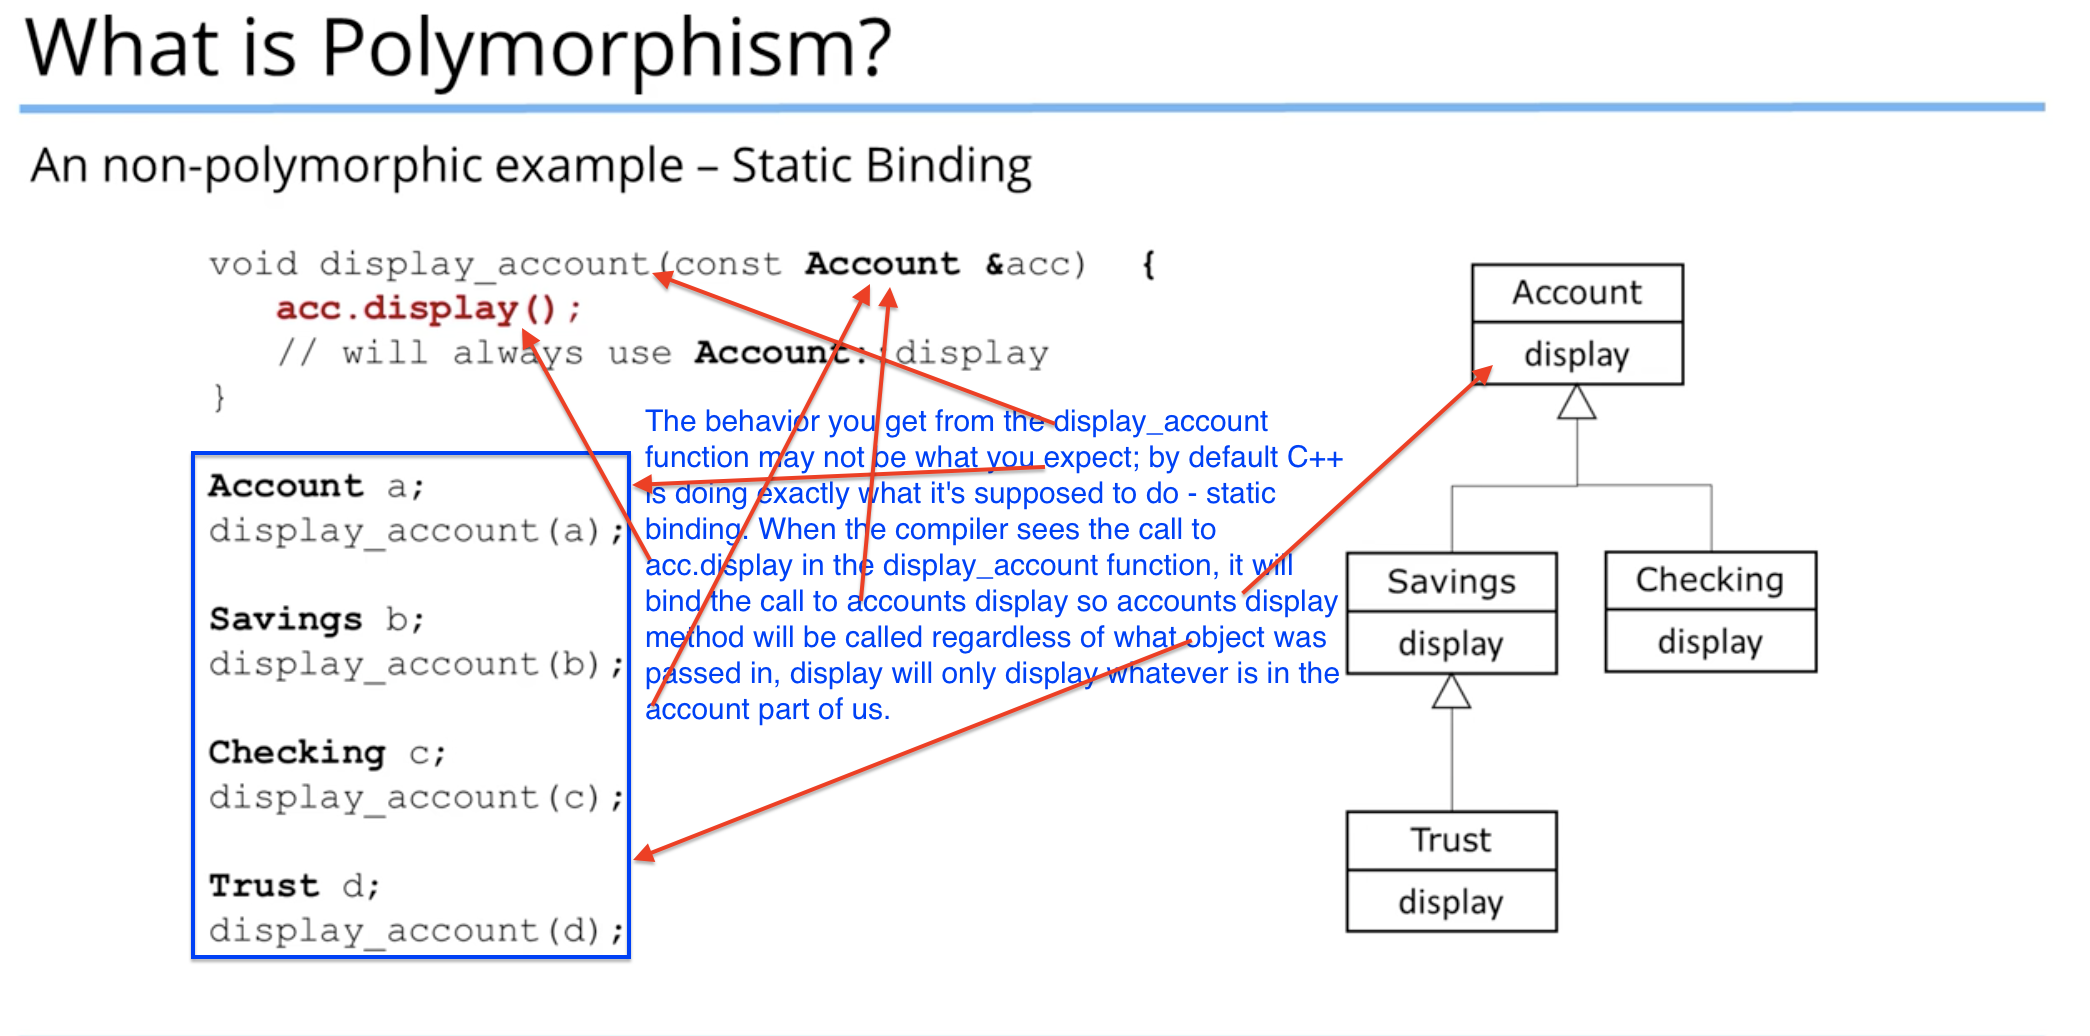 What is Polymorphism?
An non-polymorphic example – Static Binding
void display_account(const Account &acc) {
acc.display();
// will always use Account::display
}
Account a;
display_account(a);
Savings b;
display_account(b);
Checking c;
display_account(c);
Trust d;
display_account(d);
The behavior you get from the display_account
function may not be what you expect; by default C++
is doing exactly what it's supposed to do - static
binding. When the compiler sees the call to
acc.display in the display_account function, it will
bind the call to accounts display so accounts display
method will be called regardless of what object was
passed in, display will only display whatever is in the
account part of us.
Account
display
Savings
display
Checking
display
Trust
display